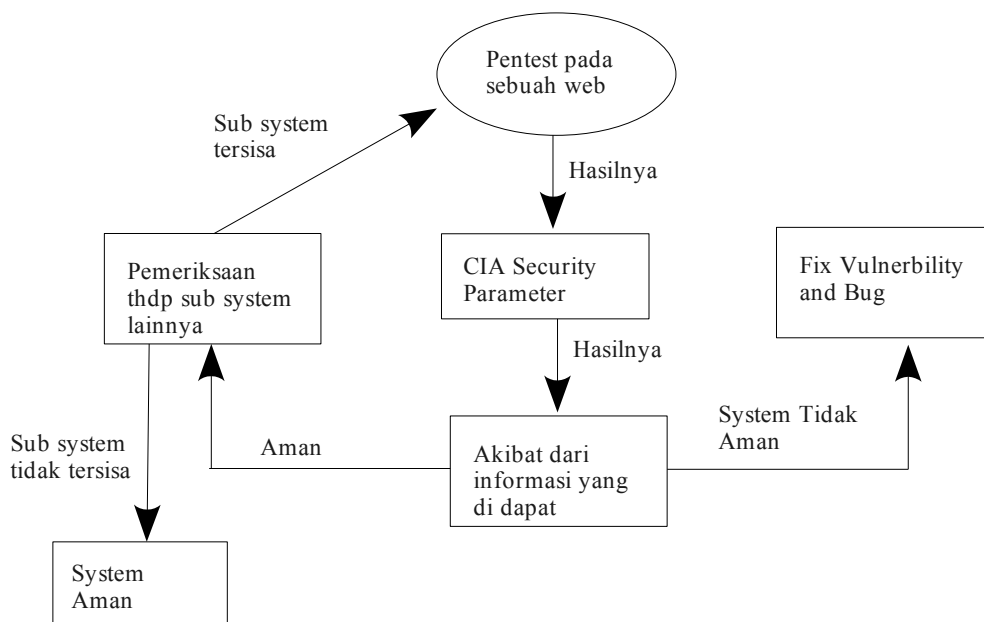 Pentest pada
sebuah web
Sub system
tersisa
Hasilnya
Pemeriksaan
thdp sub system
lainnya
CIA Security
Parameter
Fix Vulnerbility
and Bug
Hasilnya
Sub system
tidak tersisa
Aman
Akibat dari
informasi yang
di dapat
System Tidak
Aman
System
Aman